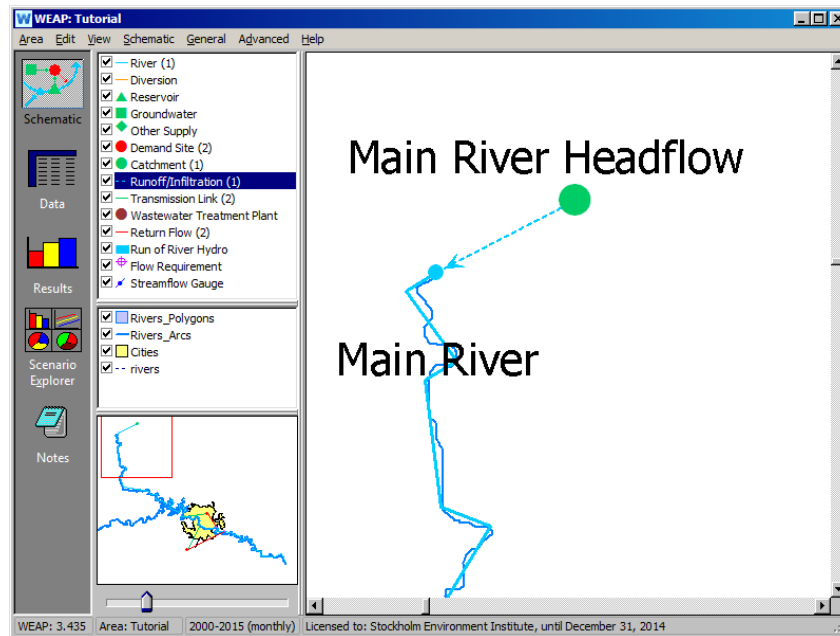 WEAP: Tutorial
Area Edit View Schematic General Advanced Help
Schematic
Data
Results
Scenario
Explorer
Notes
River (1)
Diversion
Reservoir
Groundwater
Other Supply
Demand Site (2)
Catchment (1)
Runoff/Infiltration (1)
Transmission Link (2)
Wastewater Treatment Plant
Return Flow (2)
Run of River Hydro
Flow Requirement
Streamflow Gauge
Rivers_Polygons
Rivers_Arcs
Cities
rivers
Main River Headflow
Main River
WEAP: 3.435 Area: Tutorial 2000-2015 (monthly) Licensed to: Stockholm Environment Institute, until December 31, 2014